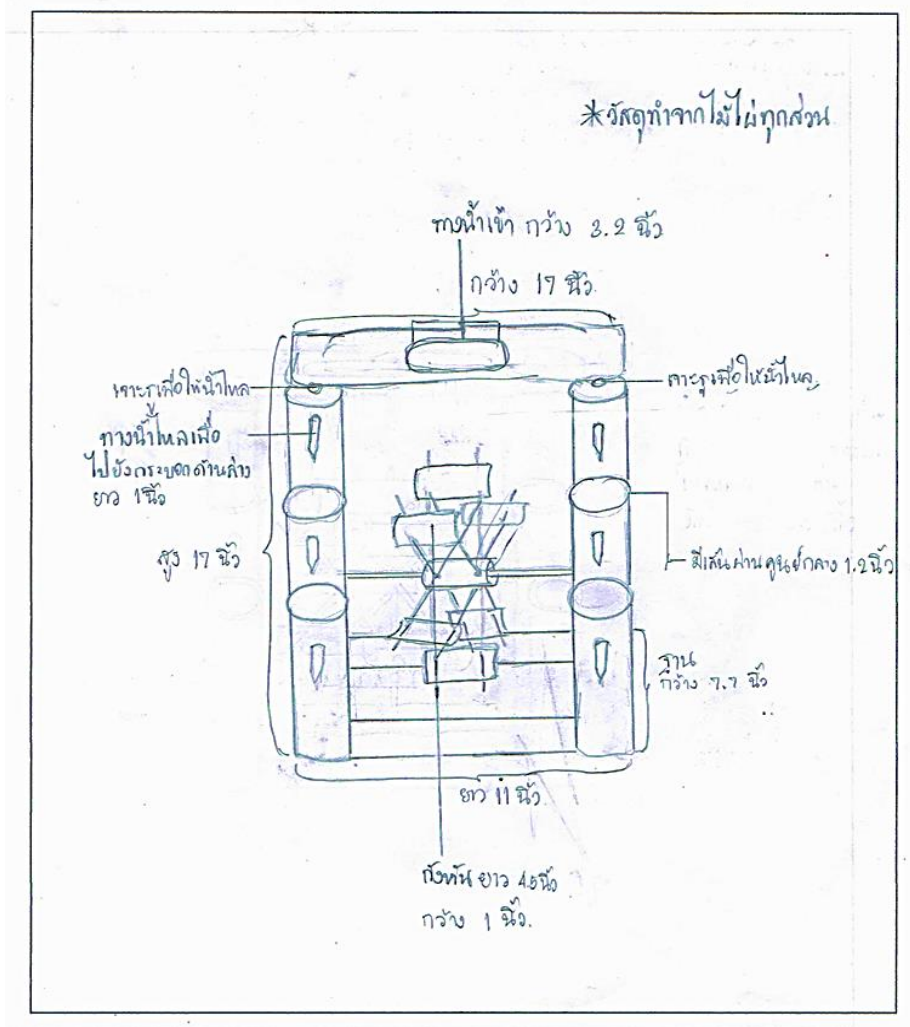 *วัสดุทำจากไม้ไผ่ทุกส่วน
ทางน้ำเข้า กว้าง 3.2 นิ้ว
กว้าง 17 นิ้ว
เจาะรูเพื่อให้น้ำไหล
เจาะรูเพื่อให้น้ำไหล
ทางน้ำไหลเพื่อ
ไปยังกระบอกด้านล่าง
ยาว 1 นิ้ว
สูง 17 นิ้ว
มีเส้นผ่านศูนย์กลาง 1.2 นิ้ว
ฐาน
กว้าง 7.7 นิ้ว
ยาว 11 นิ้ว
กังหัน ยาว 4.5 นิ้ว
กว้าง 1 นิ้ว.